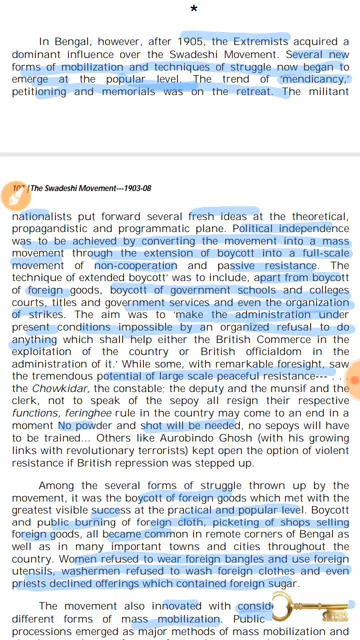 *
In Bengal, however, after 1905, the Extremists acquired a
dominant influence over the Swadeshi Movement. Several new
forms of mobilization and techniques of struggle now began to
emerge at the popular level. The trend of 'mendicancy,'
petitioning and memorials was on the retreat. The militant
The Swadeshi Movement---1903-08
nationalists put forward several fresh ideas at the theoretical,
propagandistic and programmatic plane. Political independence
was to be achieved by converting the movement into a mass
movement through the extension of boycott into a full-scale
movement of non-cooperation and passive resistance. The
technique of extended boycott' was to include, apart from boycott
of foreign goods, boycott of government schools and colleges
courts, titles and government services and even the organization
of strikes. The aim was to 'make the administration under
present conditions impossible by an organized refusal to do
anything which shall help either the British Commerce in the
exploitation of the country or British officialdom in the
administration of it.' While some, with remarkable foresight, saw
the tremendous potential of large scale peaceful resistance--- . . .
the Chowkidar, the constable; the deputy and the munsif and the
clerk, not to speak of the sepoy all resign their respective
functions, feringhee rule in the country may come to an end in a
moment No powder and shot will be needed, no sepoys will have
to be trained... Others like Aurobindo Ghosh (with his growing
links with revolutionary terrorists) kept open the option of violent
resistance if British repression was stepped up.
Among the several forms of struggle thrown up by the
movement, it was the boycott of foreign goods which met with the
greatest visible success at the practical and popular level. Boycott
and public burning of foreign cloth, picketing of shops selling
foreign goods, all became common in remote corners of Bengal as
well as in many important towns and cities throughout the
country. Women refused to wear foreign bangles and use foreign
utensils, washermen refused to wash foreign clothes and even
priests declined offerings which contained foreign sugar.
The movement also innovated with
different forms of mass mobilization. Public
processions emerged as major methods of mass mobilization and